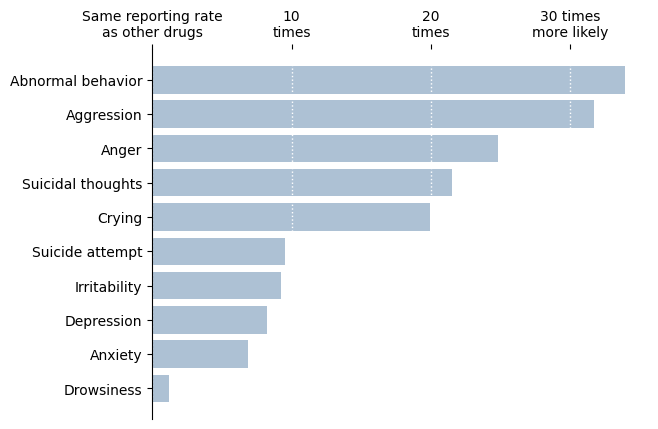 Same reporting rate
as other drugs
10
times
20
times
30 times
more likely
Abnormal behavior
Aggression
Anger
Suicidal thoughts
Crying
Suicide attempt
Irritability
Depression
Anxiety
Drowsiness